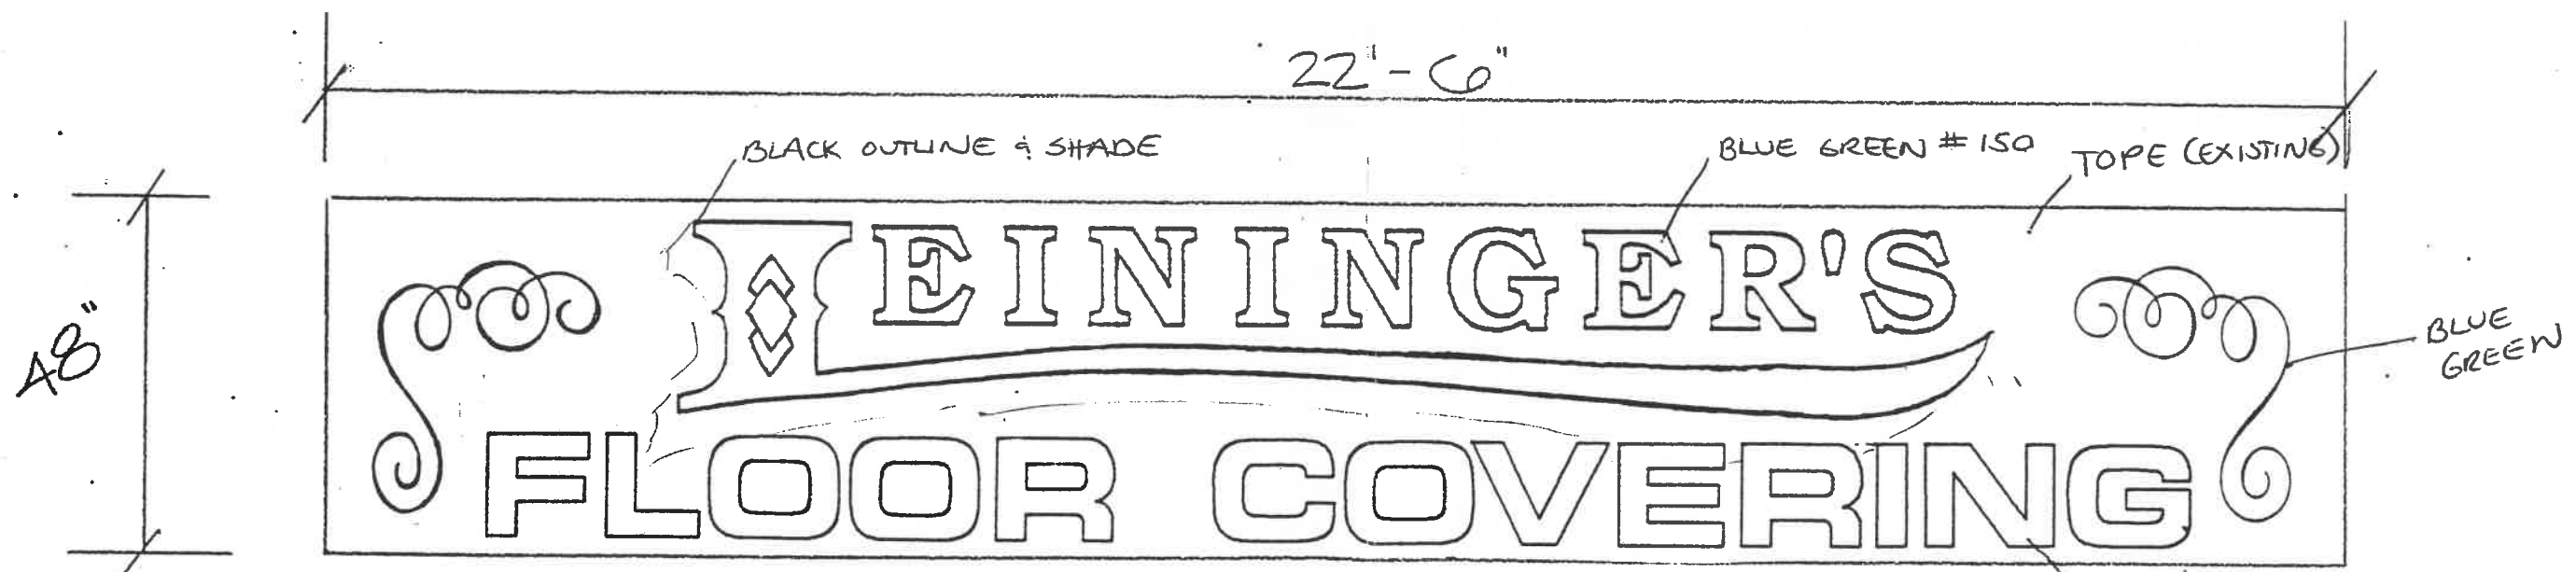 22'-6"
BLACK OUTLINE & SHADE
BLUE GREEN # 150
TOPE (EXISTING)
48"
LEININGER'S
BLUE
GREEN
FLOOR COVERING